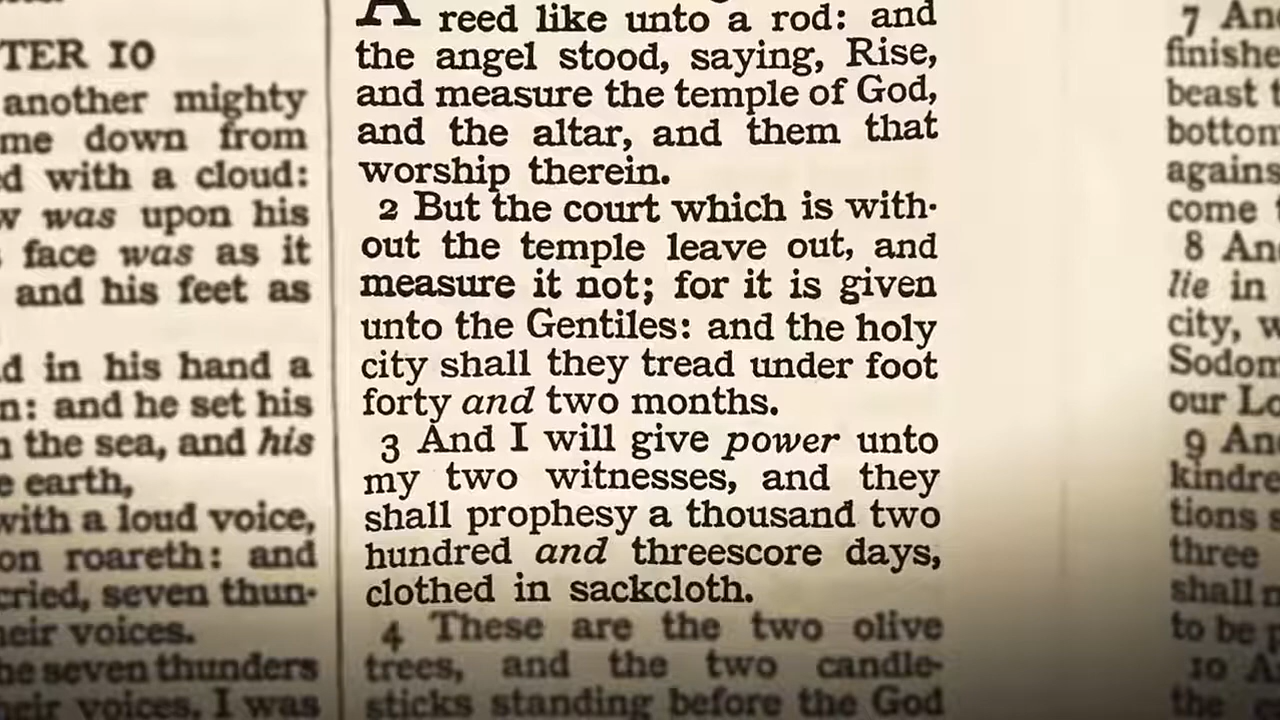 TER 10
another mighty
me down from
d with a cloud:
was upon his
face was as it
and his feet as
d in his hand a
n: and he set his
the sea, and his
e earth,
with a loud voice,
on roareth: and
cried, seven thun-
heir voices.
he seven thunders
heir voices, I was
A reed like unto a rod: and
the angel stood, saying, Rise,
and measure the temple of God,
and the altar, and them that
worship therein.
2 But the court which is with-
out the temple leave out, and
measure it not; for it is given
unto the Gentiles: and the holy
city shall they tread under foot
forty and two months.
3 And I will give power unto
my two witnesses, and they
shall prophesy a thousand two
hundred and threescore days,
clothed in sackcloth.
4 These are the two olive
trees, and the two candle-
sticks standing before the God
7 And
finishe
beast t
bottom
agains
come
8 An
lie in
city, w
Sodom
our Lo
9 An
kindre
tions s
three
shall n
to be p
10 A
the